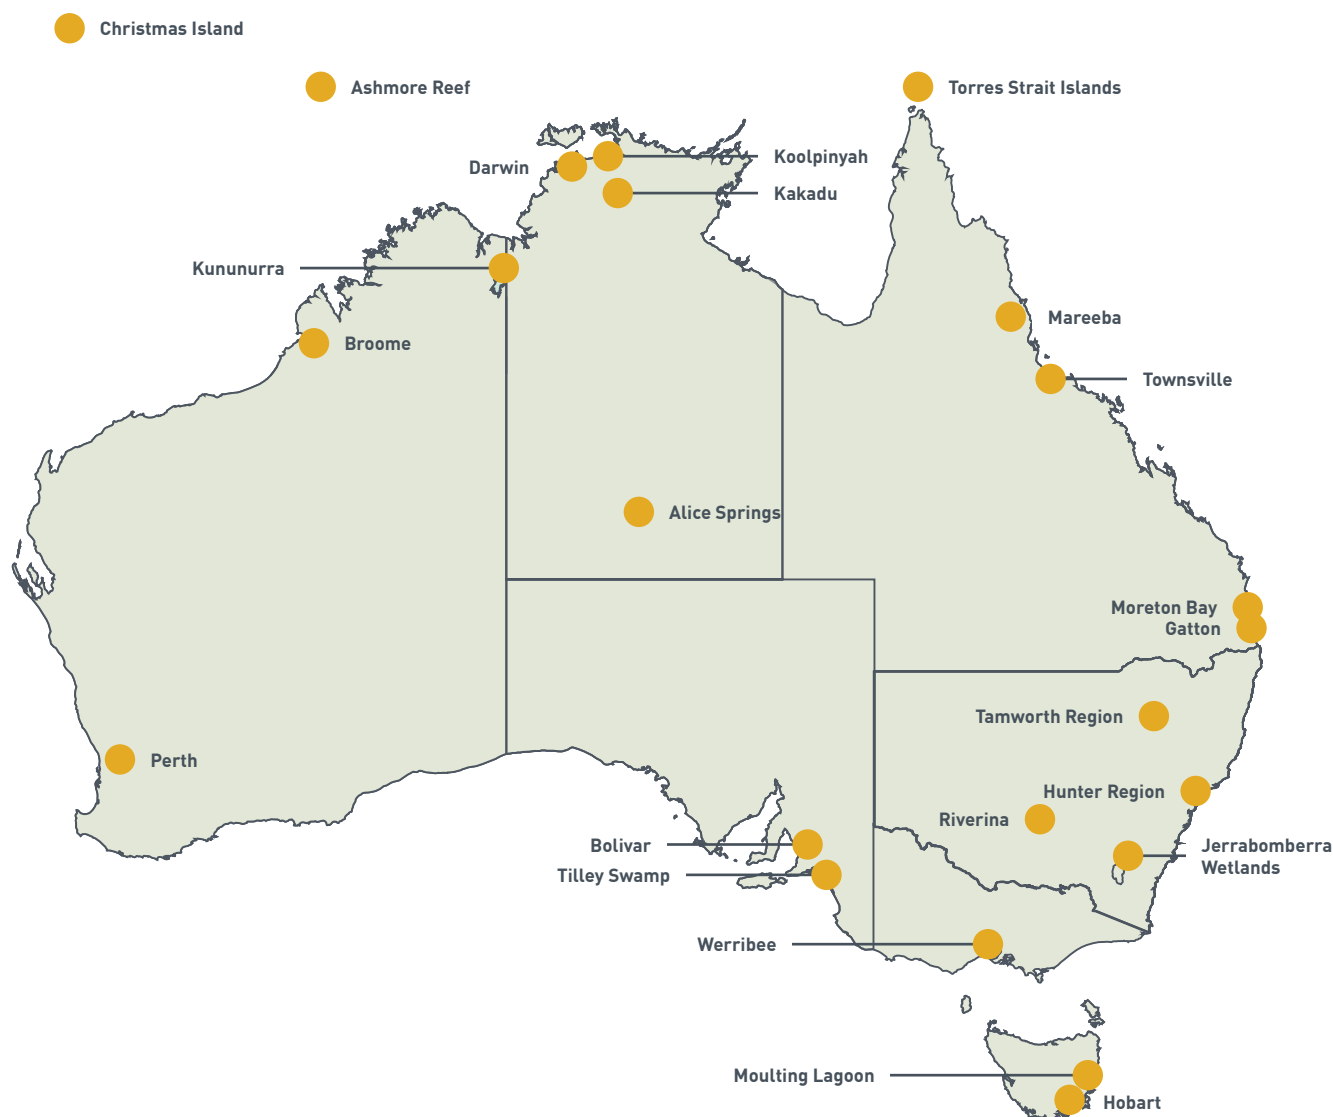 Christmas Island
Ashmore Reef
Torres Strait Islands
Koolpinyah
Darwin
Kakadu
Kununurra
Mareeba
Broome
Townsville
Alice Springs
Moreton Bay
Gatton
Tamworth Region
Perth
Hunter Region
Riverina
Bolivar
Jerrabomberra
Wetlands
Tilley Swamp
Werribee
Moulting Lagoon
Hobart